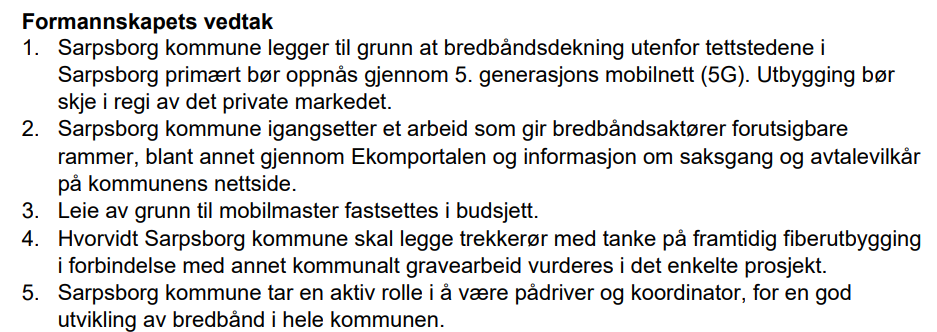 Formannskapets vedtak
1. Sarpsborg kommune legger til grunn at bredbåndsdekning utenfor tettstedene i
Sarpsborg primært bør oppnås gjennom 5. generasjons mobilnett (5G). Utbygging bør
skje i regi av det private markedet.
2. Sarpsborg kommune igangsetter et arbeid som gir bredbåndsaktører forutsigbare
rammer, blant annet gjennom Ekomportalen og informasjon om saksgang og avtalevilkår
på kommunens nettside.
3. Leie av grunn til mobilmaster fastsettes i budsjett.
4. Hvorvidt Sarpsborg kommune skal legge trekkerør med tanke på framtidig fiberutbygging
i forbindelse med annet kommunalt gravearbeid vurderes i det enkelte prosjekt.
5. Sarpsborg kommune tar en aktiv rolle i å være pådriver og koordinator, for en god
utvikling av bredbånd i hele kommunen.